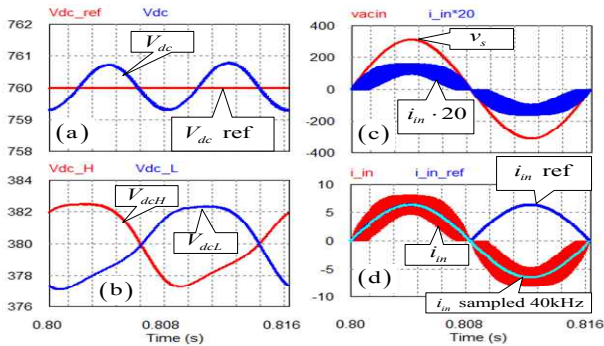 Vdc_ref Vdc
762
761
760
759
758
V_dc
V_dc ref
(a)
Vdc_H Vdc_L
382
380
378
376
V_dcH
V_dcL
(b)
0.80 0.808 0.816
Time (s)
vacin i_in*20
400
200
0
-200
-400
v_s
i_in · 20
(c)
i_in i_in_ref
10
5
0
-5
-10
i_in ref
i_in
(d)
i_in sampled 40kHz
0.80 0.808 0.816
Time (s)